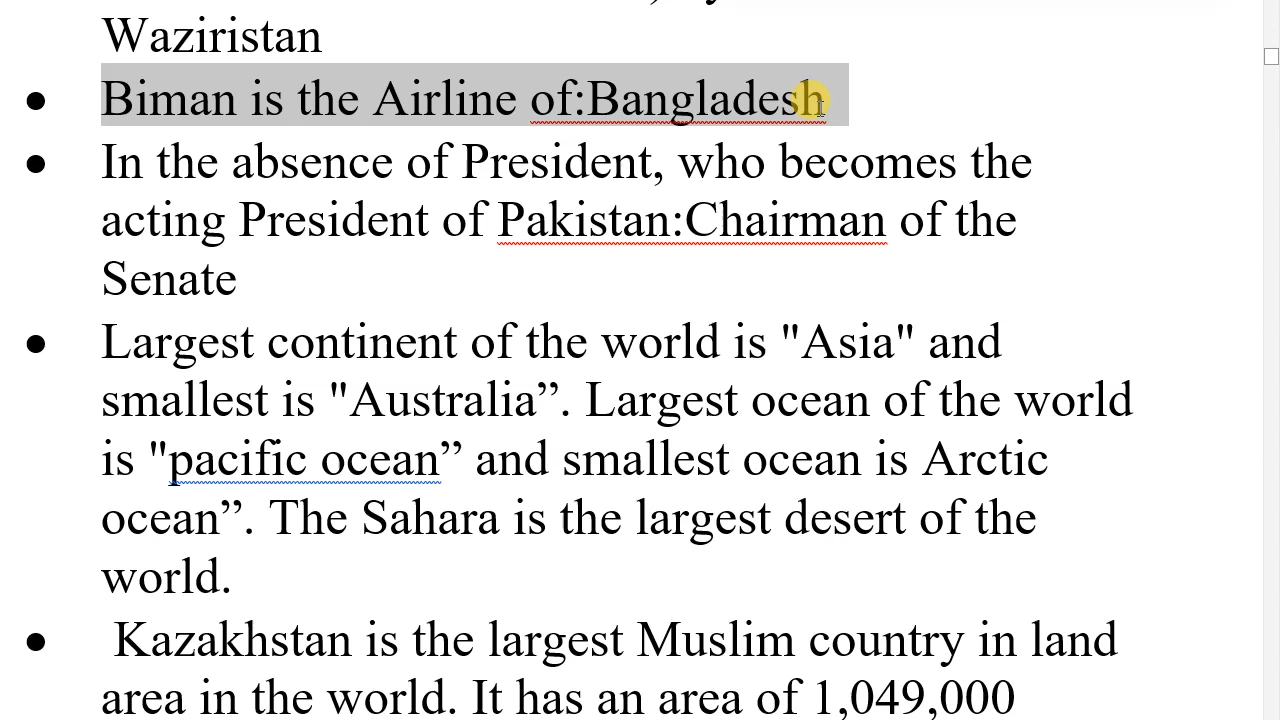 Waziristan
● Biman is the Airline of:Bangladesh
● In the absence of President, who becomes the
acting President of Pakistan:Chairman of the
Senate
● Largest continent of the world is "Asia" and
smallest is "Australia”. Largest ocean of the world
is "pacific ocean” and smallest ocean is Arctic
ocean”. The Sahara is the largest desert of the
world.
● Kazakhstan is the largest Muslim country in land
area in the world. It has an area of 1,049,000